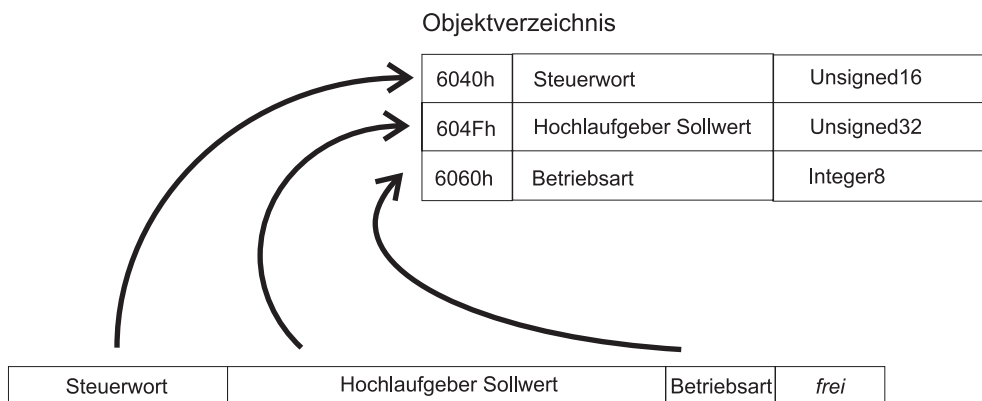 Objektverzeichnis
6040h Steuerwort Unsigned16
604Fh Hochlaufgeber Sollwert Unsigned32
6060h Betriebsart Integer8
Steuerwort Hochlaufgeber Sollwert Betriebsart frei